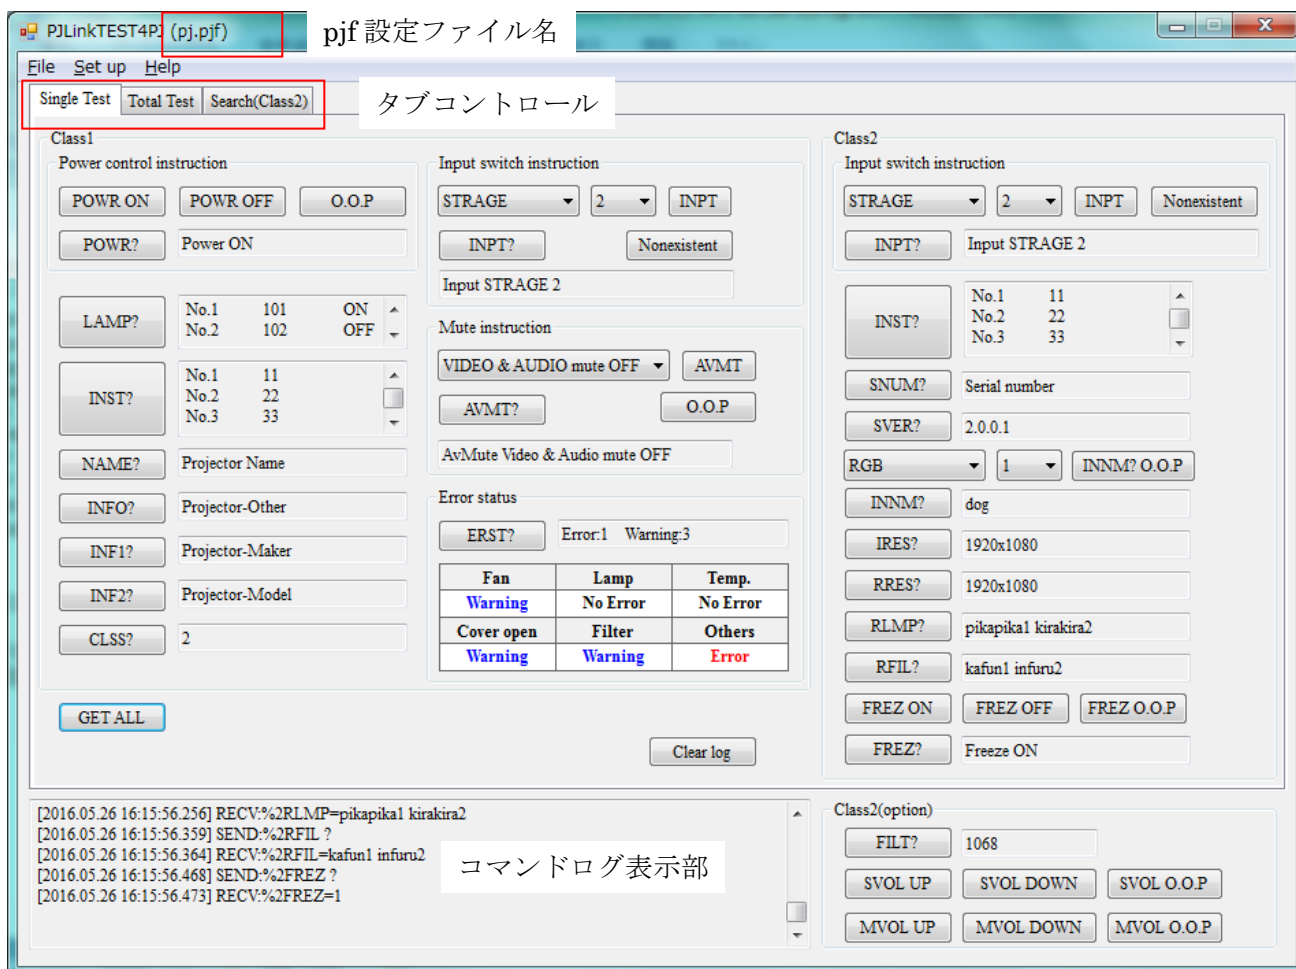 PJLinkTEST4PJ (pj.pjf)
pjf 設定ファイル名
File Set up Help
Single Test Total Test Search(Class2)
タブコントロール
Class1
Power control instruction
POWR ON POWR OFF O.O.P
POWR? Power ON
LAMP?
No.1 101 ON
No.2 102 OFF
INST?
No.1 11
No.2 22
No.3 33
NAME? Projector Name
INFO? Projector-Other
INF1? Projector-Maker
INF2? Projector-Model
CLSS? 2
GET ALL
Input switch instruction
STRAGE 2 INPT
INPT? Nonexistent
Input STRAGE 2
Mute instruction
VIDEO & AUDIO mute OFF AVMT
AVMT? O.O.P
AvMute Video & Audio mute OFF
Error status
ERST? Error:1 Warning:3
Fan Lamp Temp.
Warning No Error No Error
Cover open Filter Others
Warning Warning Error
Clear log
Class2
Input switch instruction
STRAGE 2 INPT Nonexistent
INPT? Input STRAGE 2
INST?
No.1 11
No.2 22
No.3 33
SNUM? Serial number
SVER? 2.0.0.1
RGB 1 INNM? O.O.P
INNM? dog
IRES? 1920x1080
RRES? 1920x1080
RLMP? pikapika1 kirakira2
RFIL? kafun1 infuru2
FREZ ON FREZ OFF FREZ O.O.P
FREZ? Freeze ON
[2016.05.26 16:15:56.256] RECV:%2RLMP=pikapika1 kirakira2
[2016.05.26 16:15:56.359] SEND:%2RFIL ?
[2016.05.26 16:15:56.364] RECV:%2RFIL=kafun1 infuru2
[2016.05.26 16:15:56.468] SEND:%2FREZ ?
[2016.05.26 16:15:56.473] RECV:%2FREZ=1
コマンドログ表示部
Class2(option)
FILT? 1068
SVOL UP SVOL DOWN SVOL O.O.P
MVOL UP MVOL DOWN MVOL O.O.P